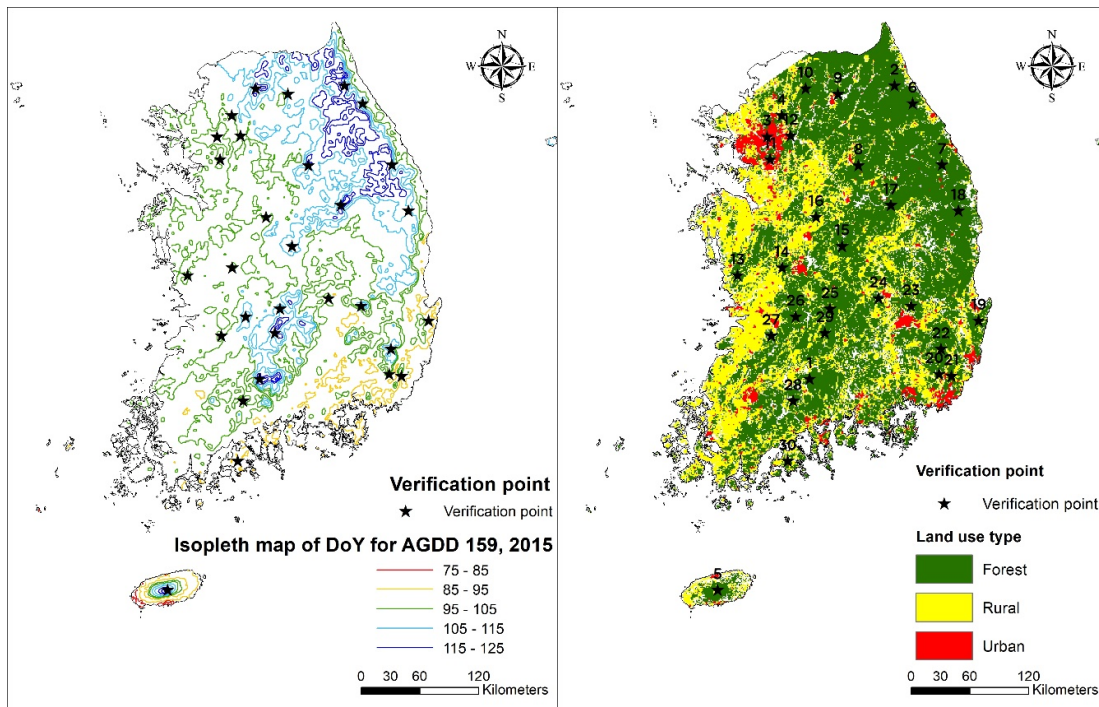 N
W E
S
Verification point
Verification point
Isopleth map of DoY for AGDD 159, 2015
75 - 85
85 - 95
95 - 105
105 - 115
115 - 125
0 30 60 120
Kilometers
N
W E
S
10 9 2
6
4
3 12
8 7
17 18
16
15
14
13
24 23
25
26 19
27 29
22
20 21
1
28
30
5
Verification point
Verification point
Land use type
Forest
Rural
Urban
0 30 60 120
Kilometers